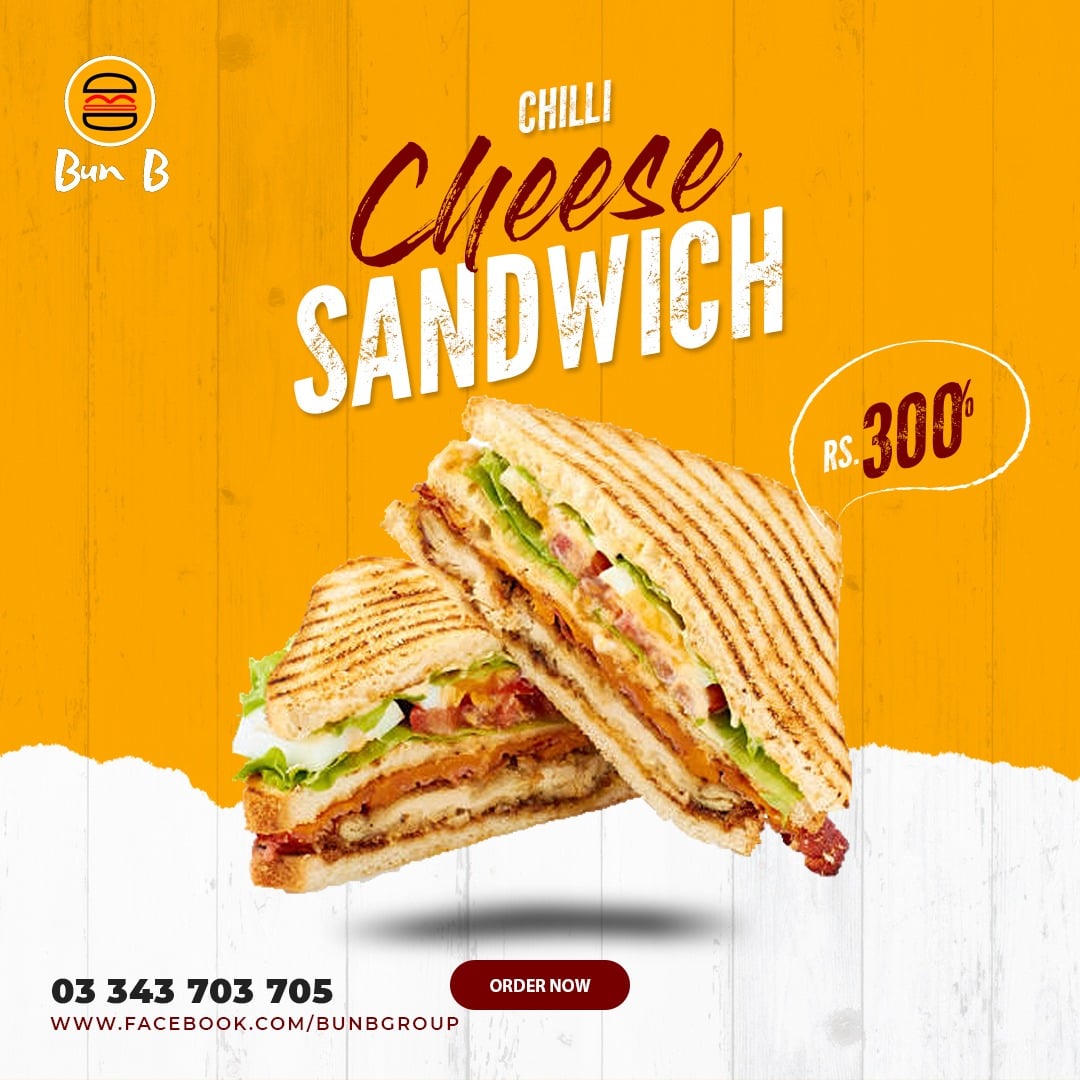 Bun B
CHILLI
Cheese
SANDWICH
RS.300%
03 343 703 705
ORDER NOW
WWW.FACEBOOK.COM/BUNBGROUP